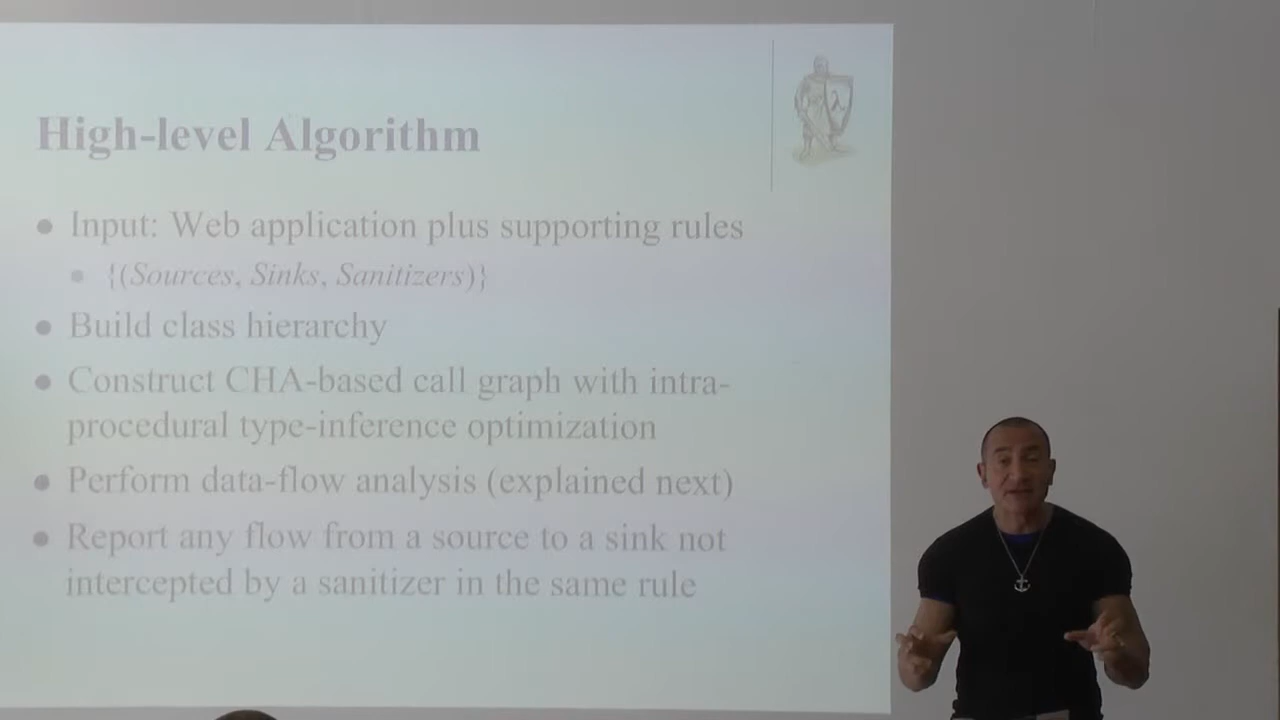 High-level Algorithm
● Input: Web application plus supporting rules
● {(Sources, Sinks, Sanitizers)}
● Build class hierarchy
● Construct CHA-based call graph with intra-
procedural type-inference optimization
● Perform data-flow analysis (explained next)
● Report any flow from a source to a sink not
intercepted by a sanitizer in the same rule
λ